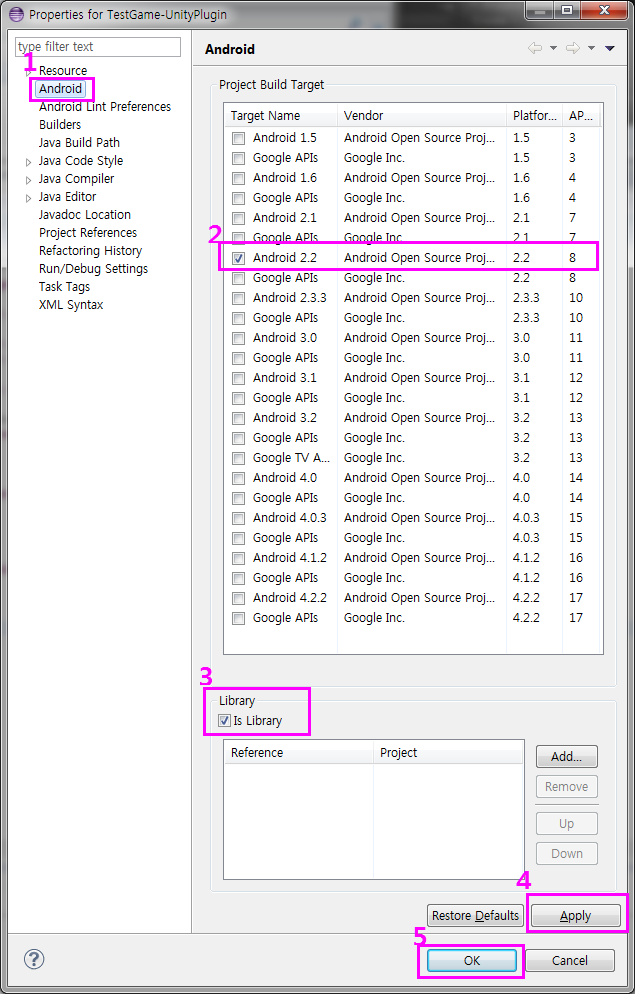 Properties for TestGame-UnityPlugin
type filter text
1
Resource
Android
Android Lint Preferences
Builders
Java Build Path
Java Code Style
Java Compiler
Java Editor
Javadoc Location
Project References
Refactoring History
Run/Debug Settings
Task Tags
XML Syntax
Android
Project Build Target
Target Name Vendor Platfor... AP...
Android 1.5 Android Open Source Proj... 1.5 3
Google APIs Google Inc. 1.5 3
Android 1.6 Android Open Source Proj... 1.6 4
Google APIs Google Inc. 1.6 4
Android 2.1 Android Open Source Proj... 2.1 7
Google APIs Google Inc. 2.1 7
2
Android 2.2 Android Open Source Proj... 2.2 8
Google APIs Google Inc. 2.2 8
Android 2.3.3 Android Open Source Proj... 2.3.3 10
Google APIs Google Inc. 2.3.3 10
Android 3.0 Android Open Source Proj... 3.0 11
Google APIs Google Inc. 3.0 11
Android 3.1 Android Open Source Proj... 3.1 12
Google APIs Google Inc. 3.1 12
Android 3.2 Android Open Source Proj... 3.2 13
Google APIs Google Inc. 3.2 13
Google TV A... Google Inc. 3.2 13
Android 4.0 Android Open Source Proj... 4.0 14
Google APIs Google Inc. 4.0 14
Android 4.0.3 Android Open Source Proj... 4.0.3 15
Google APIs Google Inc. 4.0.3 15
Android 4.1.2 Android Open Source Proj... 4.1.2 16
Google APIs Google Inc. 4.1.2 16
Android 4.2.2 Android Open Source Proj... 4.2.2 17
Google APIs Google Inc. 4.2.2 17
3
Library
Is Library
Reference Project
Add...
Remove
Up
Down
4
Restore Defaults Apply
5
? OK Cancel